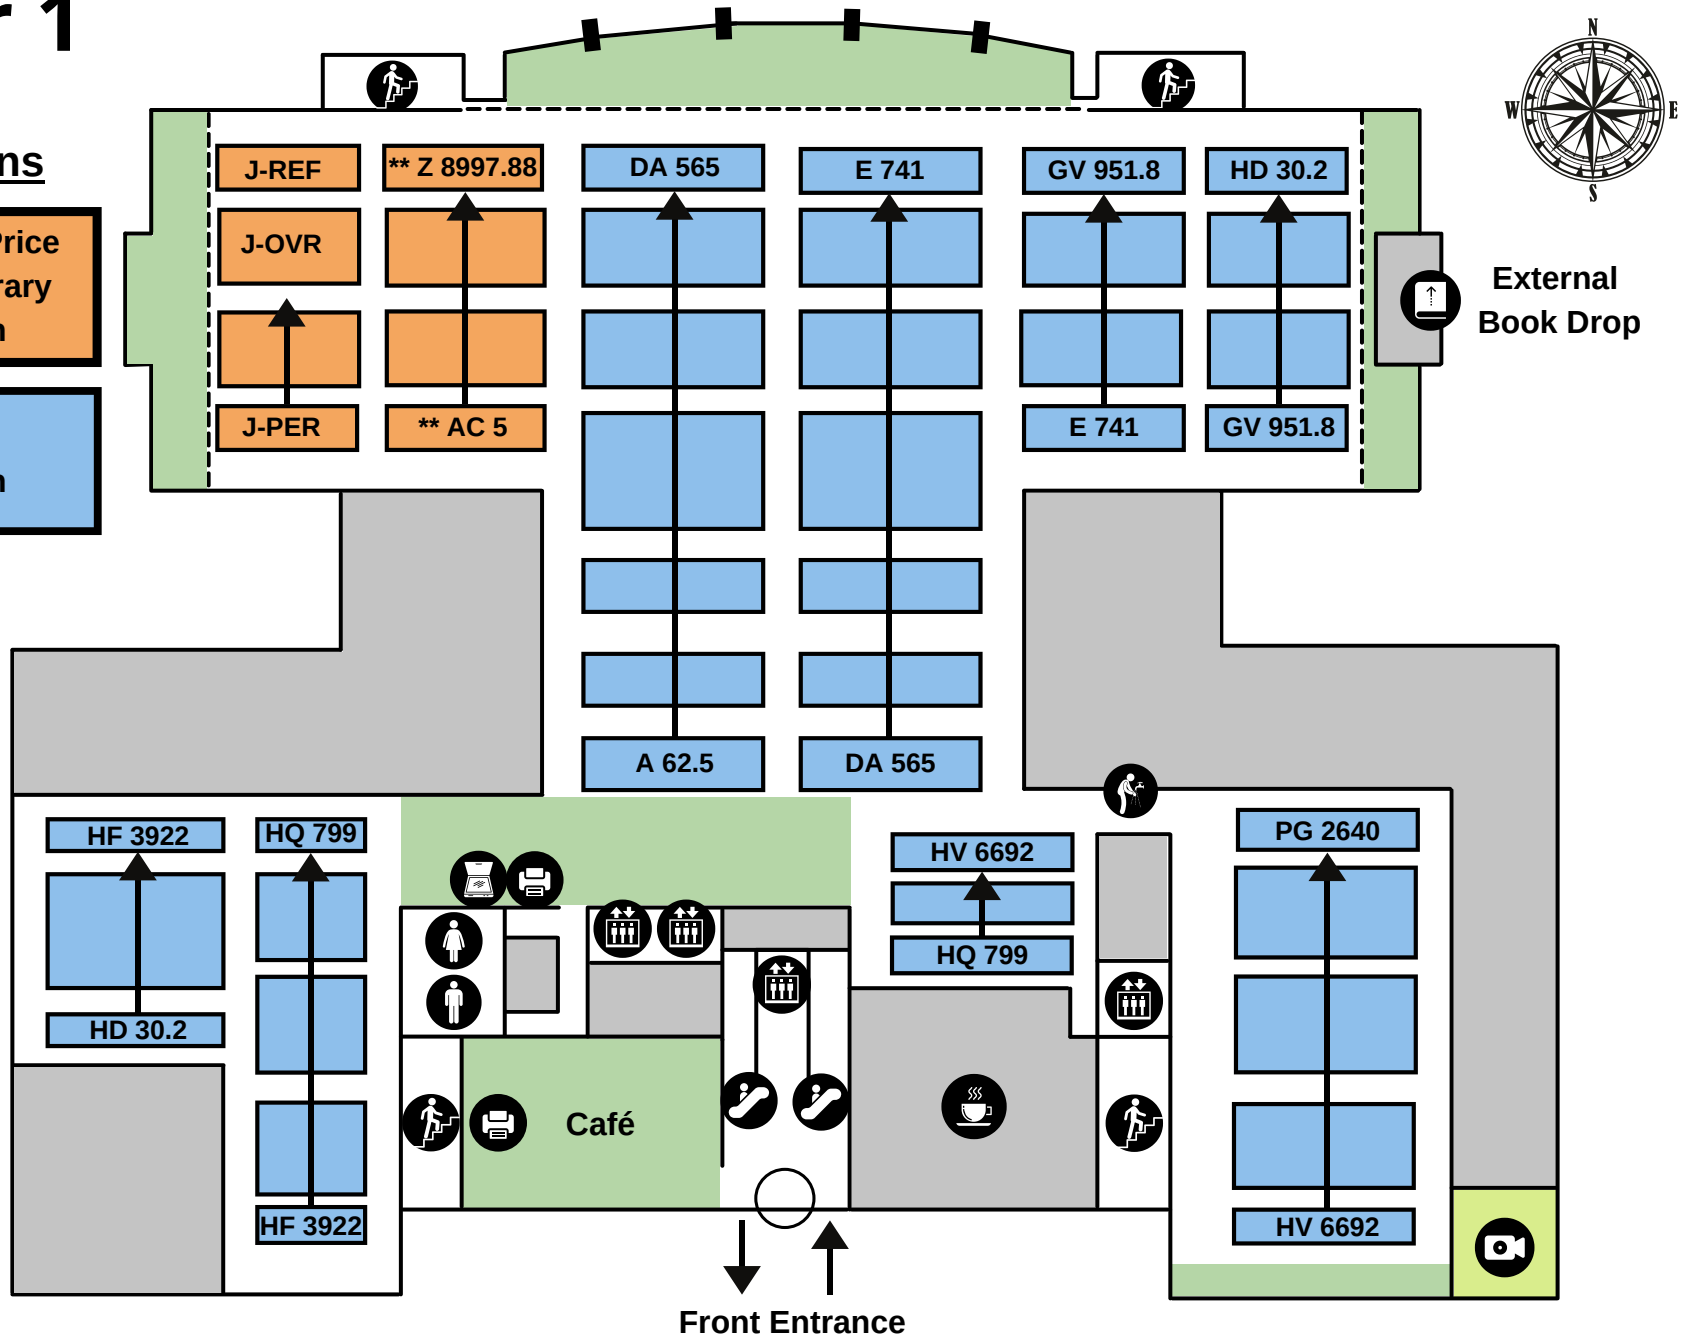 1
N
W
E
S
J-REF
** Z 8997.88
DA 565
E 741
GV 951.8
HD 30.2
J-OVR
External
Book Drop
J-PER
** AC 5
E 741
GV 951.8
A 62.5
DA 565
HF 3922
HQ 799
HV 6692
PG 2640
HQ 799
HD 30.2
Café
HF 3922
HV 6692
Front Entrance